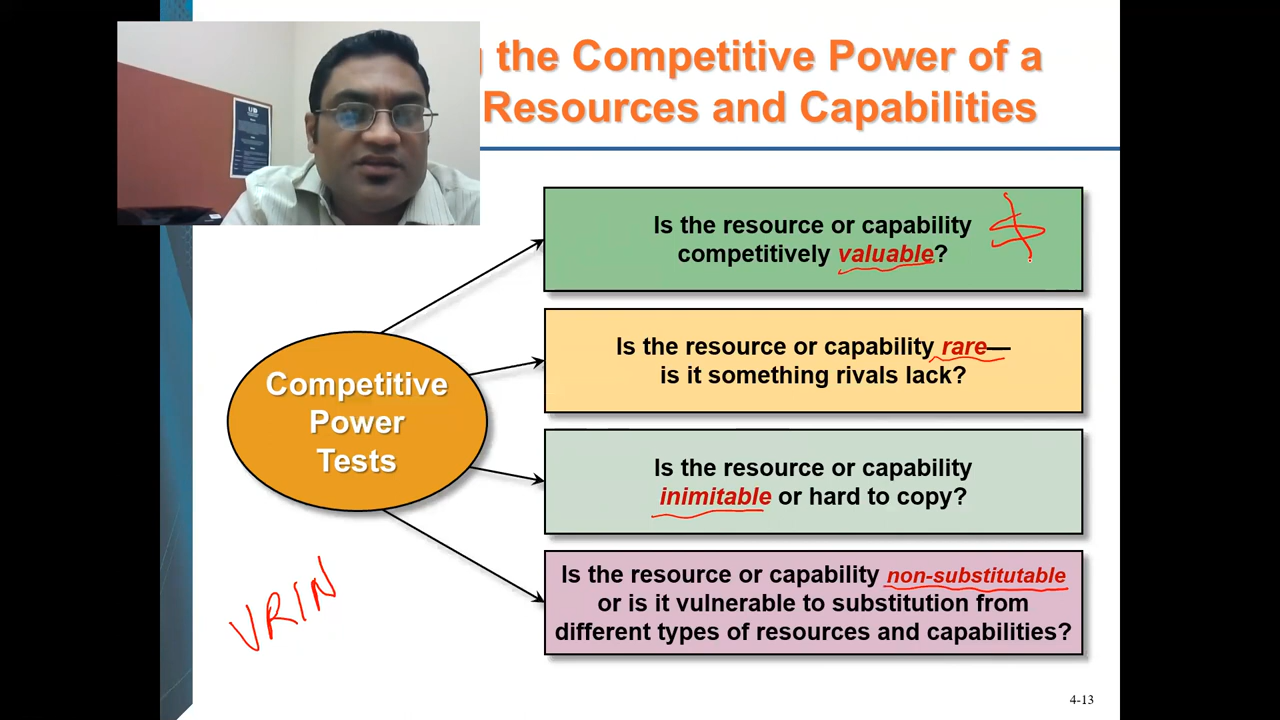 the Competitive Power of a
Resources and Capabilities
Is the resource or capability
competitively valuable?
$
Is the resource or capability rare—
is it something rivals lack?
Competitive
Power
Tests
Is the resource or capability
inimitable or hard to copy?
Is the resource or capability non-substitutable
or is it vulnerable to substitution from
different types of resources and capabilities?
VRIN
4-13